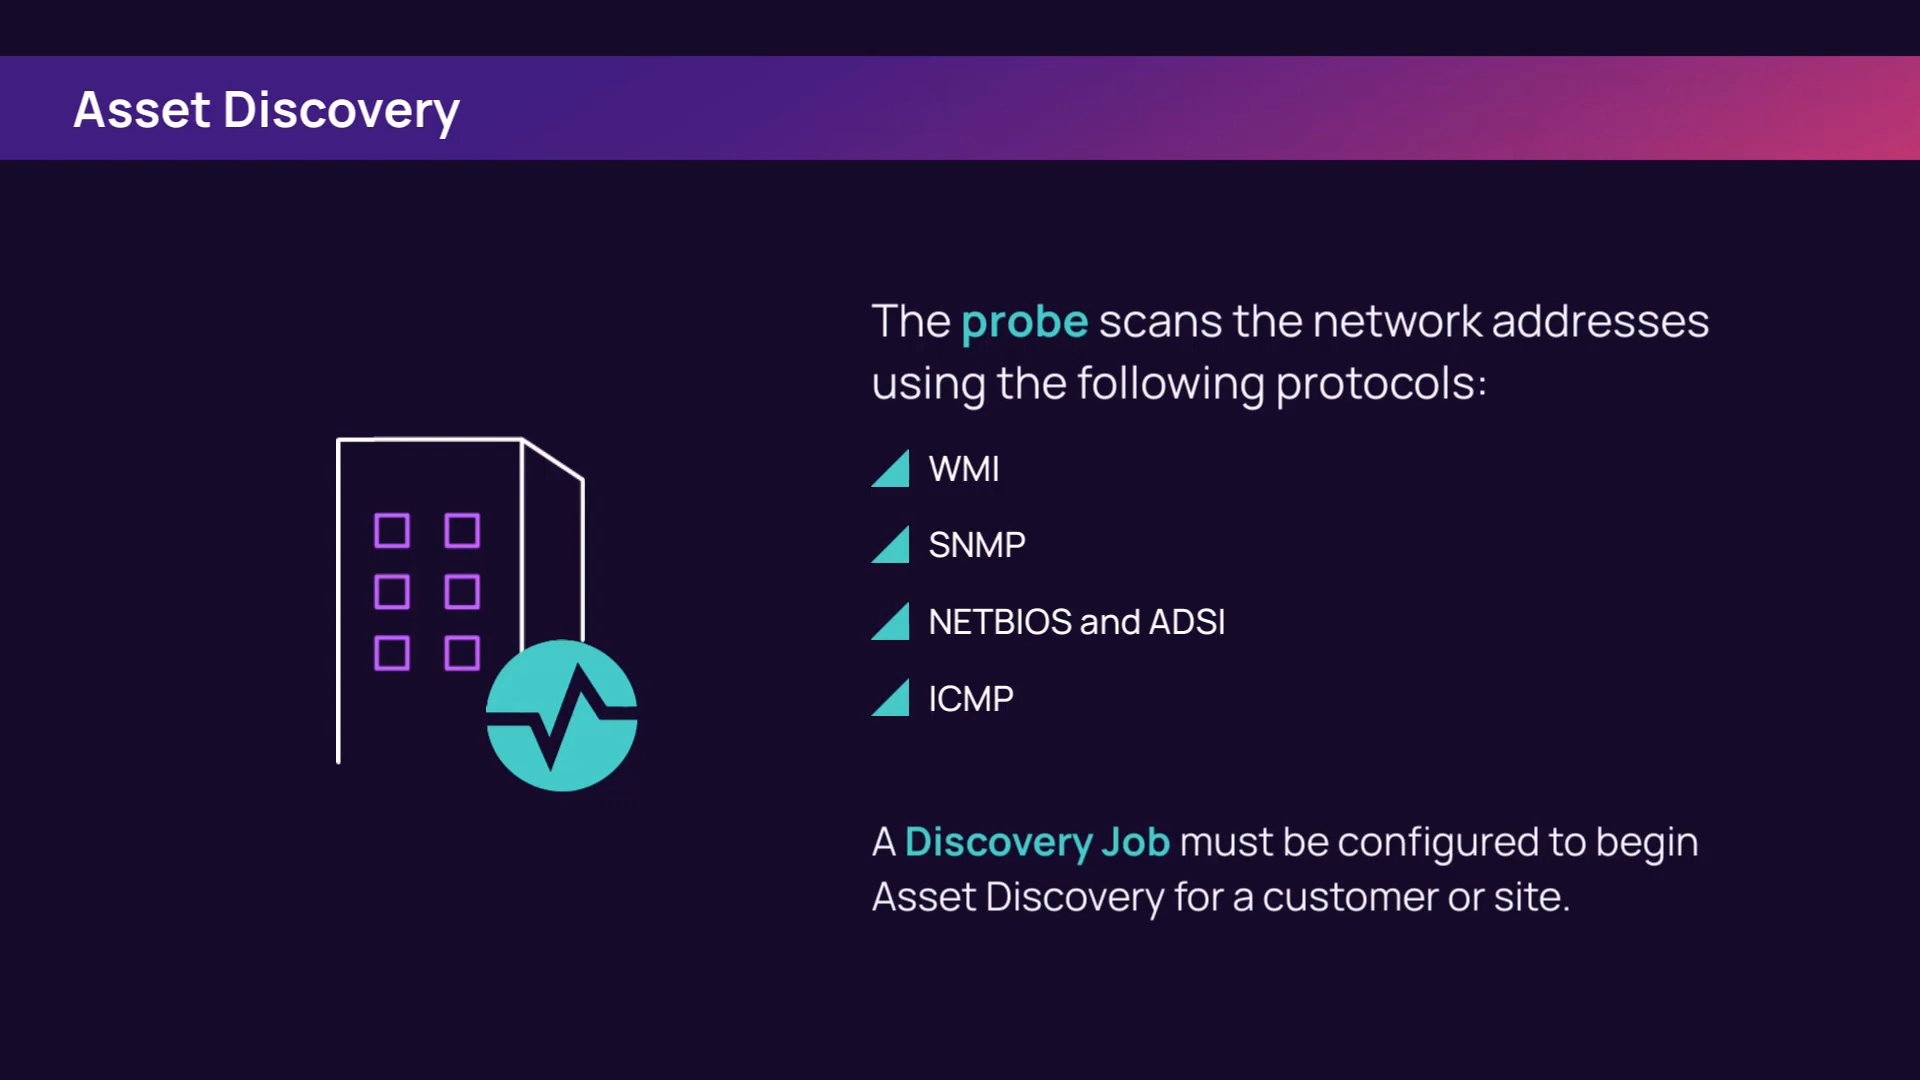 Asset Discovery
The probe scans the network addresses
using the following protocols:
WMI
SNMP
NETBIOS and ADSI
ICMP
A Discovery Job must be configured to begin
Asset Discovery for a customer or site.